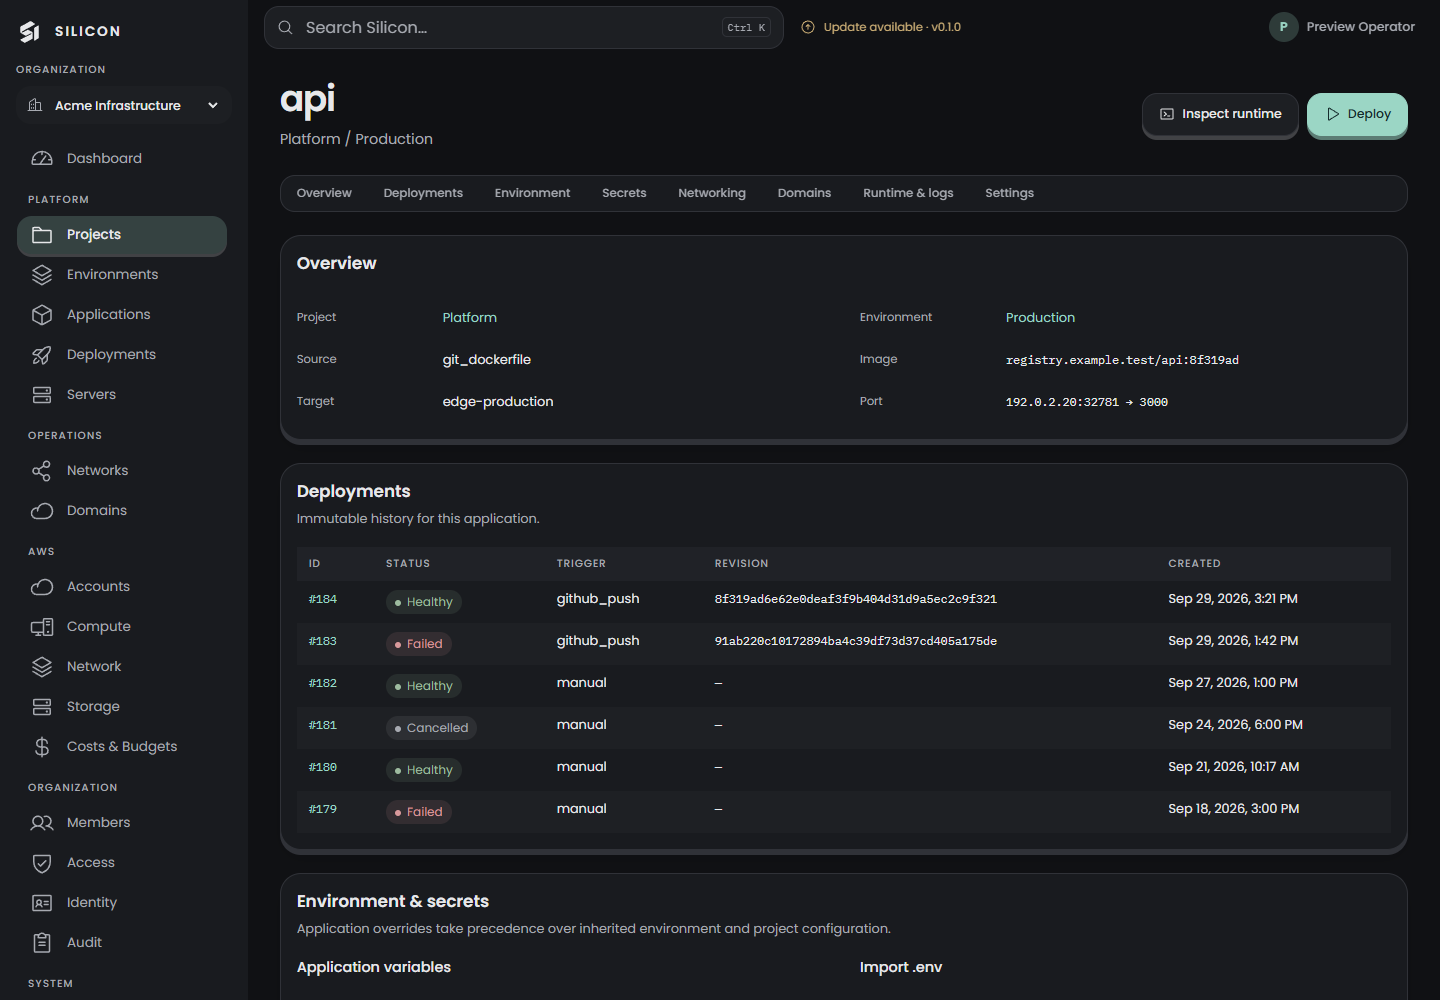 SILICON
Search Silicon...
Ctrl K
Update available · v0.1.0
P
Preview Operator
ORGANIZATION
Acme Infrastructure
Dashboard
PLATFORM
Projects
Environments
Applications
Deployments
Servers
OPERATIONS
Networks
Domains
AWS
Accounts
Compute
Network
Storage
Costs & Budgets
ORGANIZATION
Members
Access
Identity
Audit
SYSTEM
api
Platform / Production
Inspect runtime
Deploy
Overview Deployments Environment Secrets Networking Domains Runtime & logs Settings
Overview
Project Platform Environment Production
Source git_dockerfile Image registry.example.test/api:8f319ad
Target edge-production Port 192.0.2.20:32781 → 3000
Deployments
Immutable history for this application.
ID STATUS TRIGGER REVISION CREATED
#184 Healthy github_push 8f319ad6e62e0deaf3f9b404d31d9a5ec2c9f321 Sep 29, 2026, 3:21 PM
#183 Failed github_push 91ab220c10172894ba4c39df73d37cd405a175de Sep 29, 2026, 1:42 PM
#182 Healthy manual — Sep 27, 2026, 1:00 PM
#181 Cancelled manual — Sep 24, 2026, 6:00 PM
#180 Healthy manual — Sep 21, 2026, 10:17 AM
#179 Failed manual — Sep 18, 2026, 3:00 PM
Environment & secrets
Application overrides take precedence over inherited environment and project configuration.
Application variables Import .env